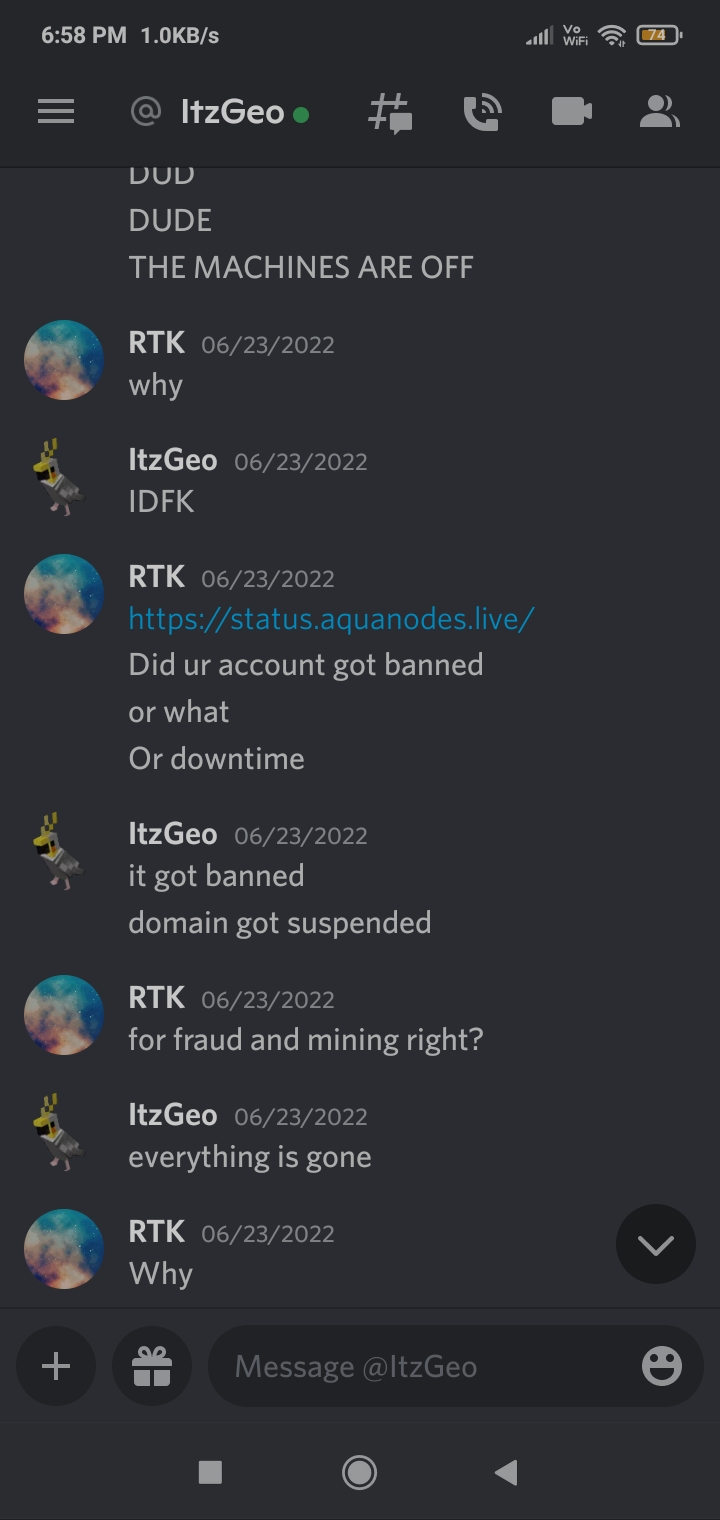 6:58 PM 1.0KB/s Vo WiFi 74
@ ItzGeo
DUD
DUDE
THE MACHINES ARE OFF
RTK 06/23/2022
why
ItzGeo 06/23/2022
IDFK
RTK 06/23/2022
https://status.aquanodes.live/
Did ur account got banned
or what
Or downtime
ItzGeo 06/23/2022
it got banned
domain got suspended
RTK 06/23/2022
for fraud and mining right?
ItzGeo 06/23/2022
everything is gone
RTK 06/23/2022
Why
Message @ItzGeo